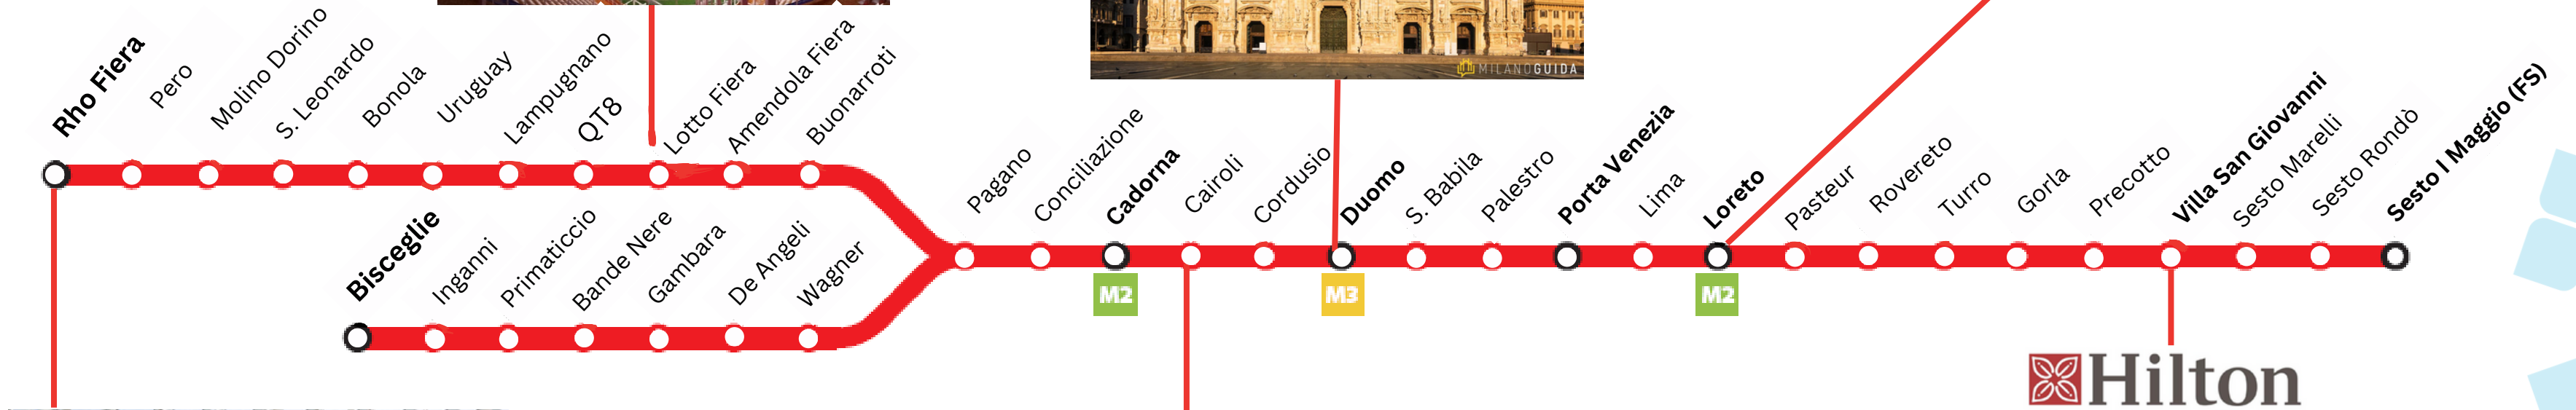 Rho Fiera
Pero
Molino Dorino
S. Leonardo
Bonola
Uruguay
Lampugnano
QT8
Lotto Fiera
Amendola Fiera
Buonarroti
Bisceglie
Inganni
Primaticcio
Bande Nere
Gambara
De Angeli
Wagner
Pagano
Conciliazione
Cadorna
Cairoli
Cordusio
Duomo
S. Babila
Palestro
Porta Venezia
Lima
Loreto
Pasteur
Rovereto
Turro
Gorla
Precotto
Villa San Giovanni
Sesto Marelli
Sesto Rondò
Sesto I Maggio (FS)
M2
M3
M2
MILANOGUIDA
Hilton